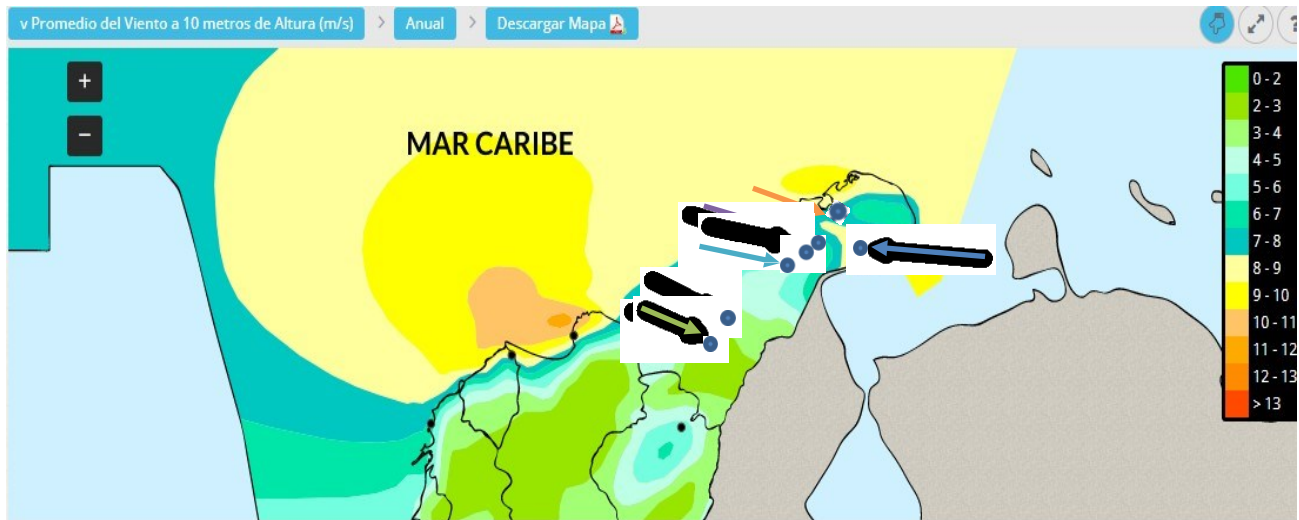 v Promedio del Viento a 10 metros de Altura (m/s) > Anual > Descargar Mapa
?
+
−
MAR CARIBE
0 - 2
2 - 3
3 - 4
4 - 5
5 - 6
6 - 7
7 - 8
8 - 9
9 - 10
10 - 11
11 - 12
12 - 13
> 13